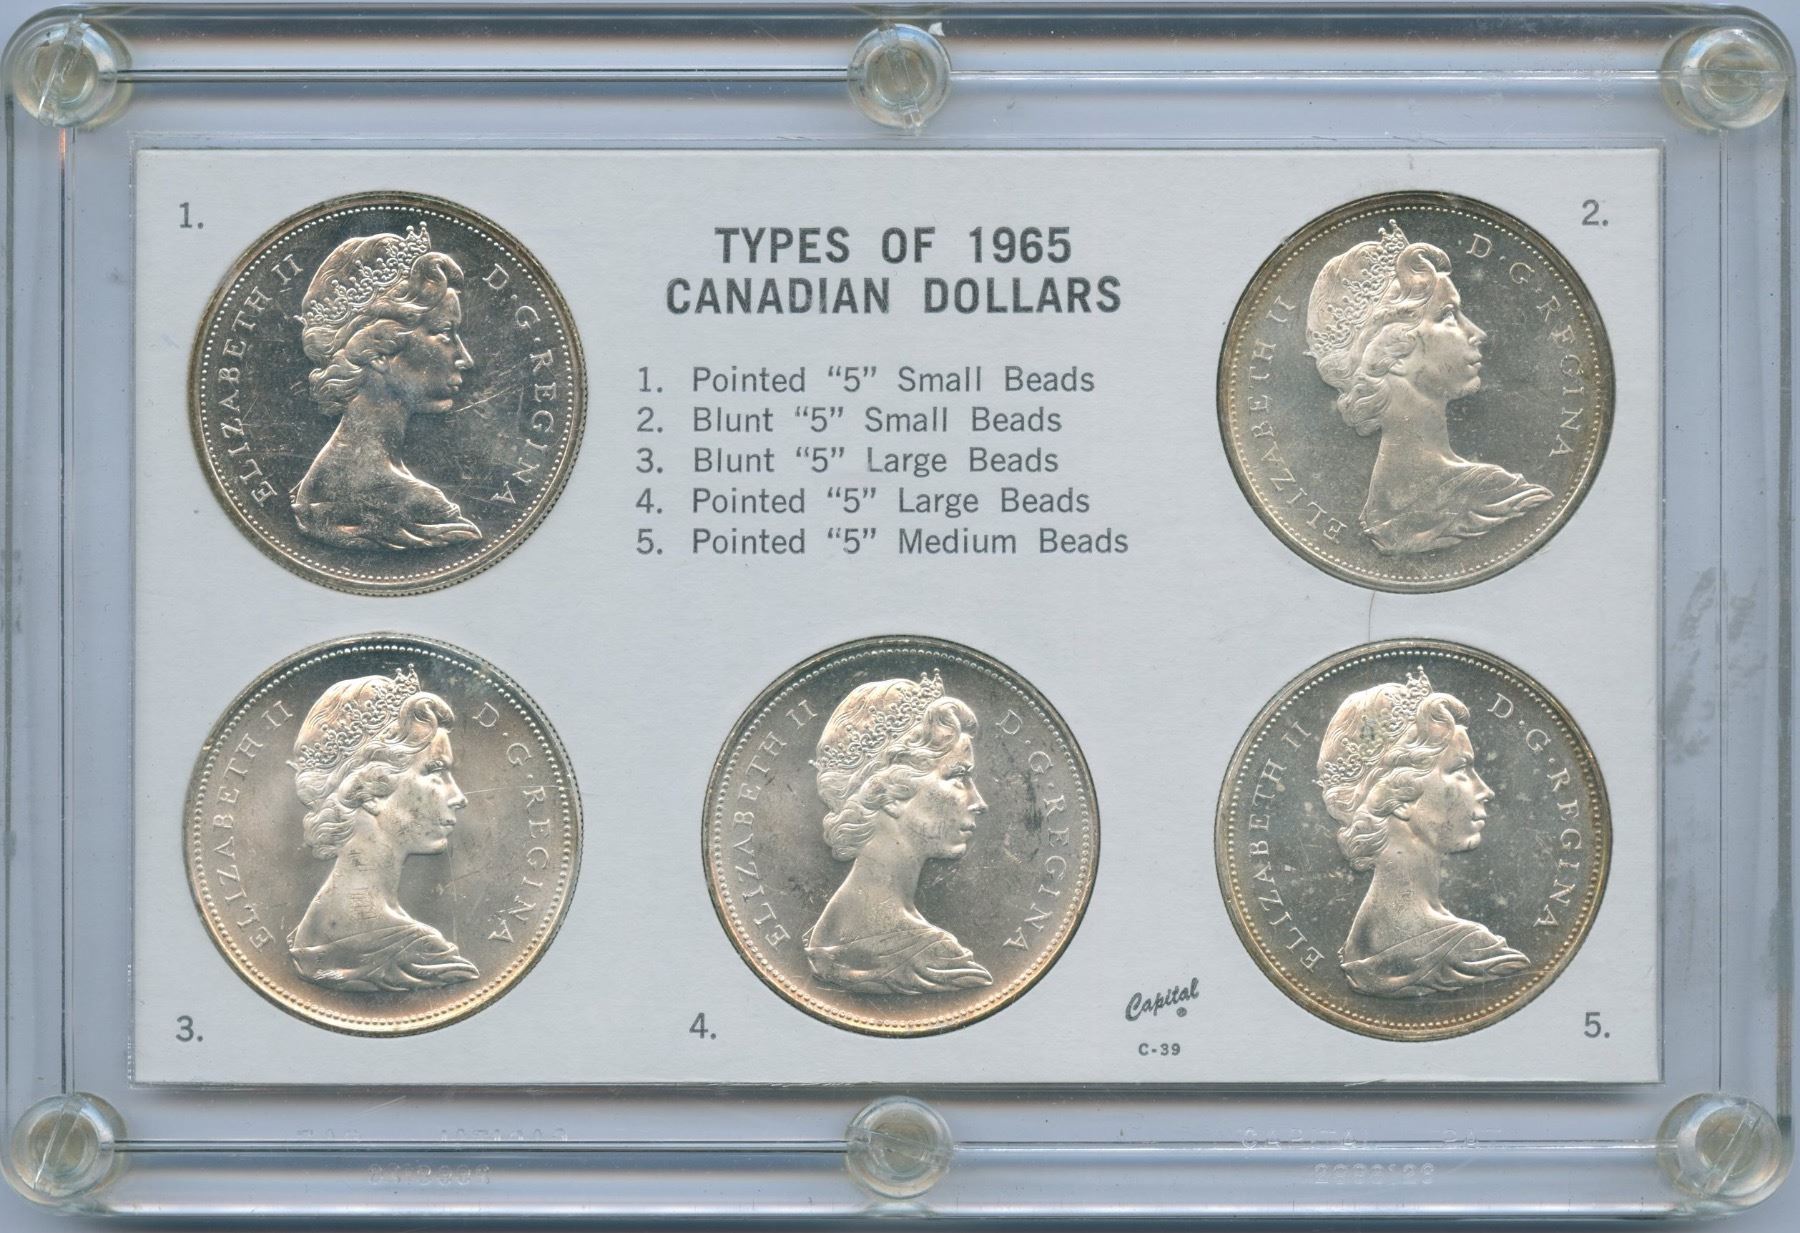 1.
2.
TYPES OF 1965
CANADIAN DOLLARS
1. Pointed “5” Small Beads
2. Blunt “5” Small Beads
3. Blunt “5” Large Beads
4. Pointed “5” Large Beads
5. Pointed “5” Medium Beads
ELIZABETH II D·G·REGINA
ELIZABETH II D·G·REGINA
ELIZABETH II D·G·REGINA
ELIZABETH II D·G·REGINA
ELIZABETH II D·G·REGINA
3.
4.
Capital
®
C-39
5.
CAPITAL PAT